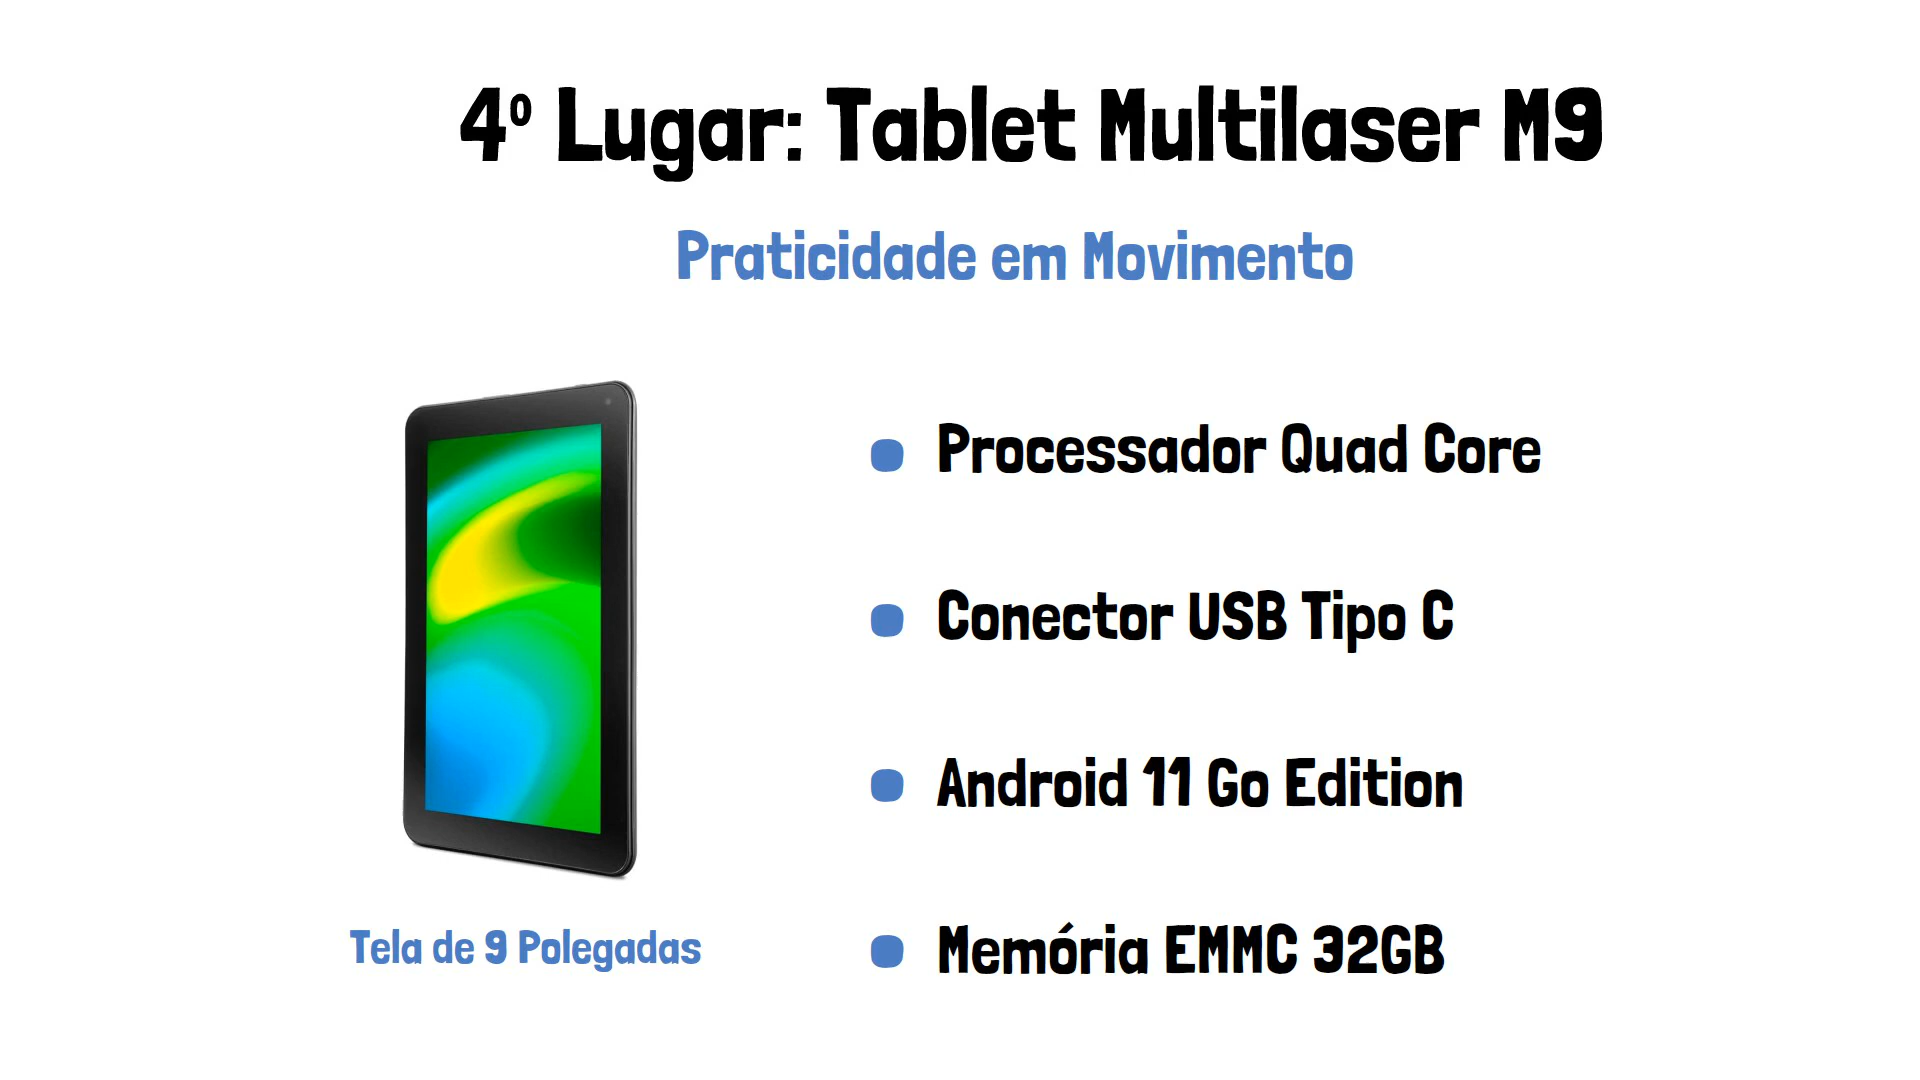 4º Lugar: Tablet Multilaser M9
Praticidade em Movimento
Processador Quad Core
Conector USB Tipo C
Android 11 Go Edition
Memória EMMC 32GB
Tela de 9 Polegadas